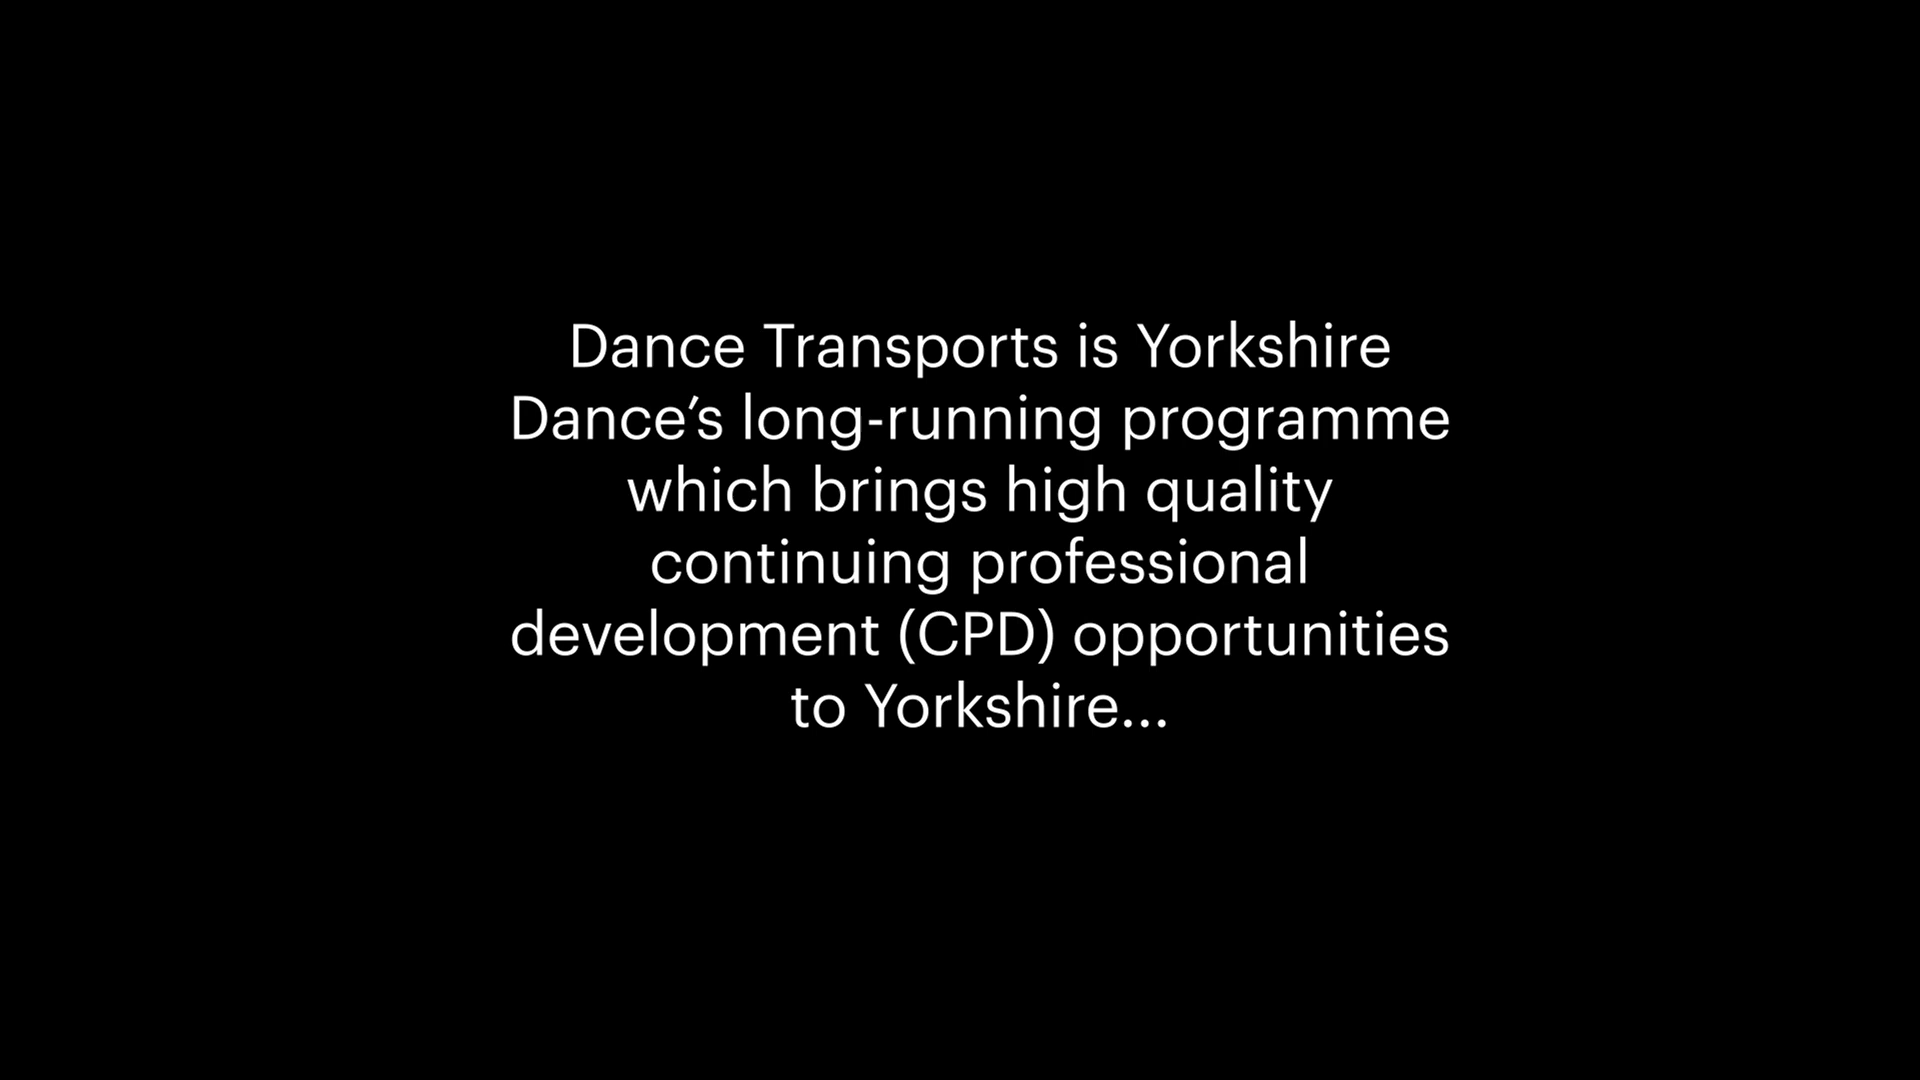 Dance Transports is Yorkshire
Dance’s long-running programme
which brings high quality
continuing professional
development (CPD) opportunities
to Yorkshire...